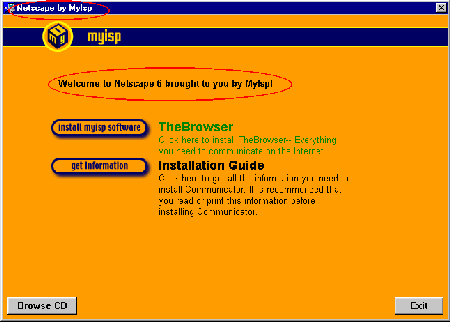 Netscape by MyIsp
myisp
Welcome to Netscape 6 brought to you by MyIsp!
install myisp software
TheBrowser
Click here to install TheBrowser-- Everything
you need to communicate on the Internet
get information
Installation Guide
Click here to get all the information you need to
install Communicator. It is recommended that
you read or print this information before
installing Communicator.
Browse CD
Exit